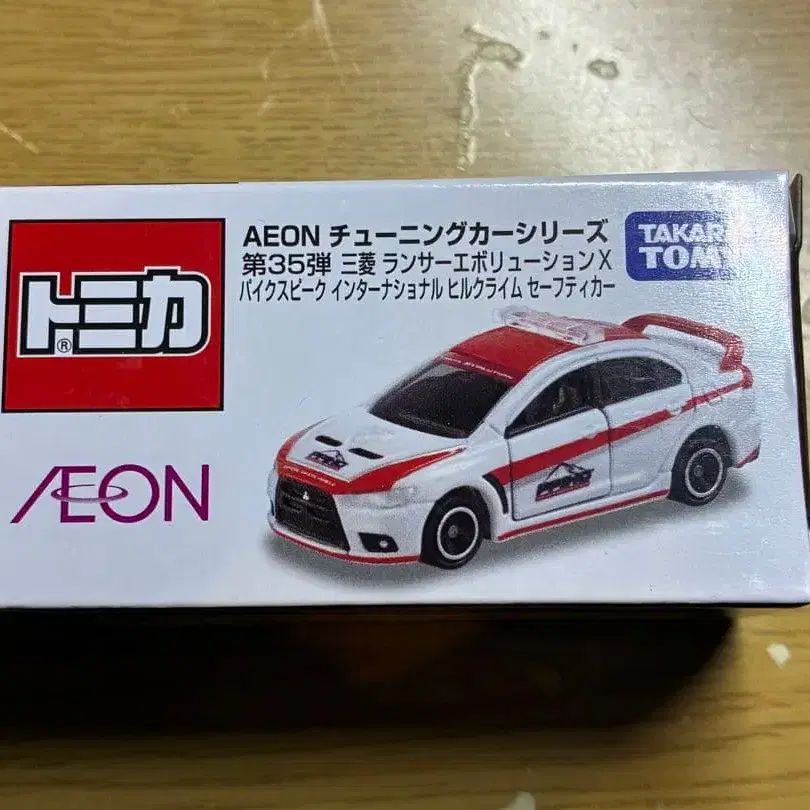 AEON チューニングカーシリーズ
第35弾 三菱 ランサーエボリューションX
パイクスピーク インターナショナル ヒルクライム セーフティカー
TAKAR
TOMY
トミカ®
ÆON